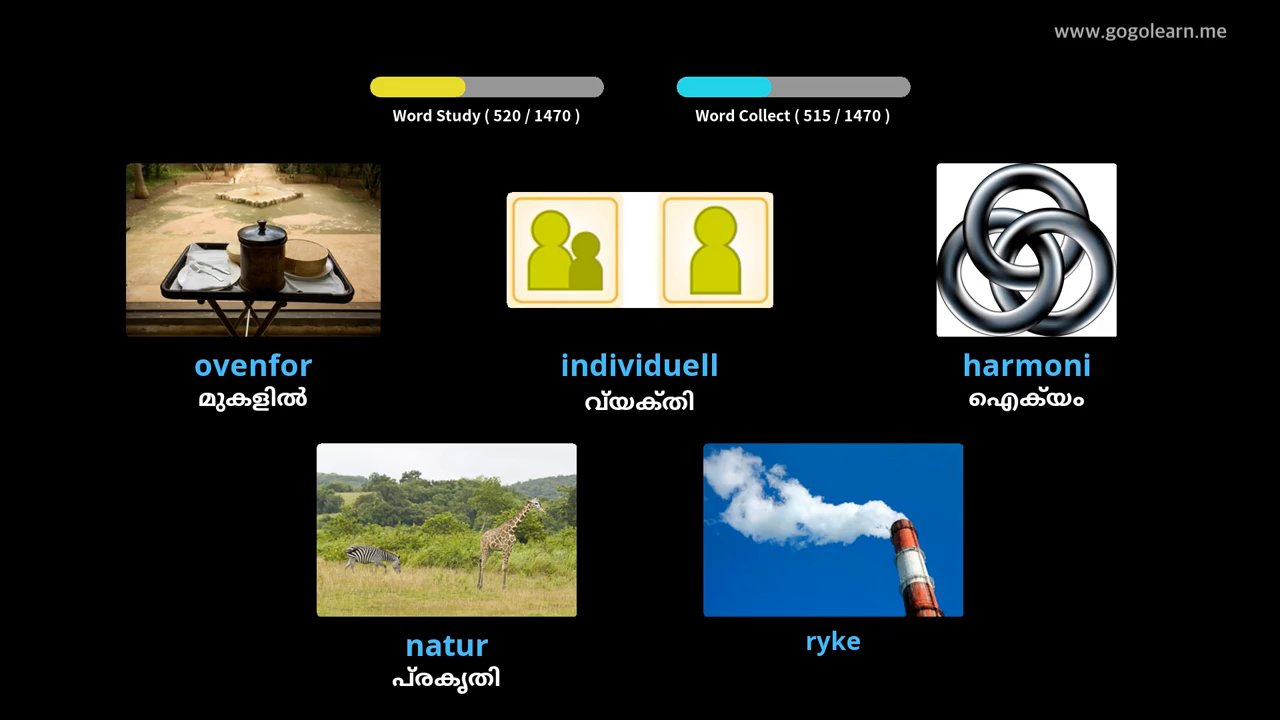 www.gogolearn.me
Word Study ( 520 / 1470 )
Word Collect ( 515 / 1470 )
ovenfor
മുകളിൽ
individuell
വ്യക്തി
harmoni
ഐക്യം
natur
പ്രകൃതി
ryke